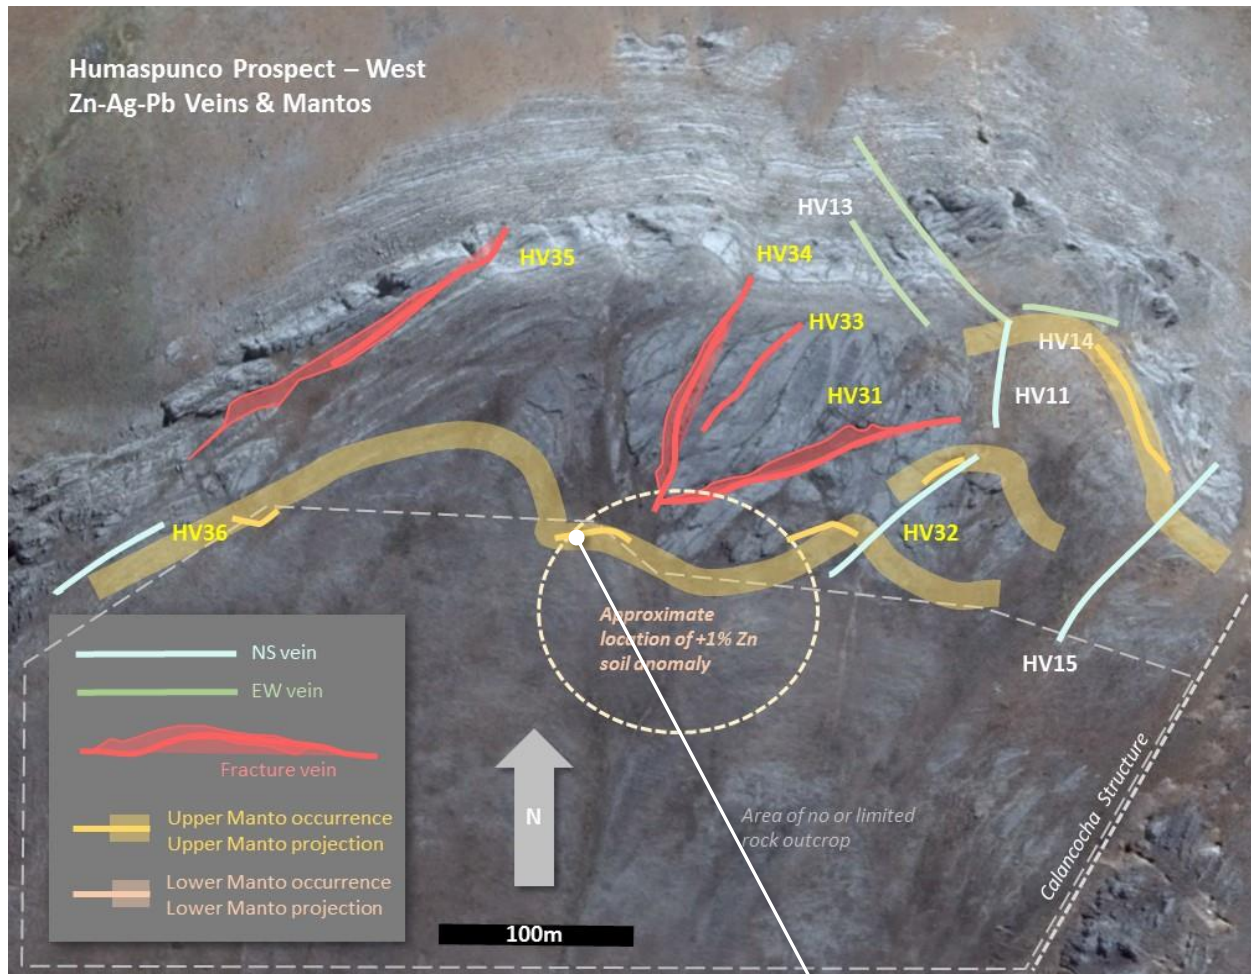 Humaspunco Prospect – West
Zn-Ag-Pb Veins & Mantos
HV13
HV35
HV34
HV33
HV14
HV31
HV11
HV36
HV32
Approximate
location of +1% Zn
soil anomaly
HV15
NS vein
EW vein
Fracture vein
Upper Manto occurrence
Upper Manto projection
Lower Manto occurrence
Lower Manto projection
N
Area of no or limited
rock outcrop
Calancocha Structure
100m